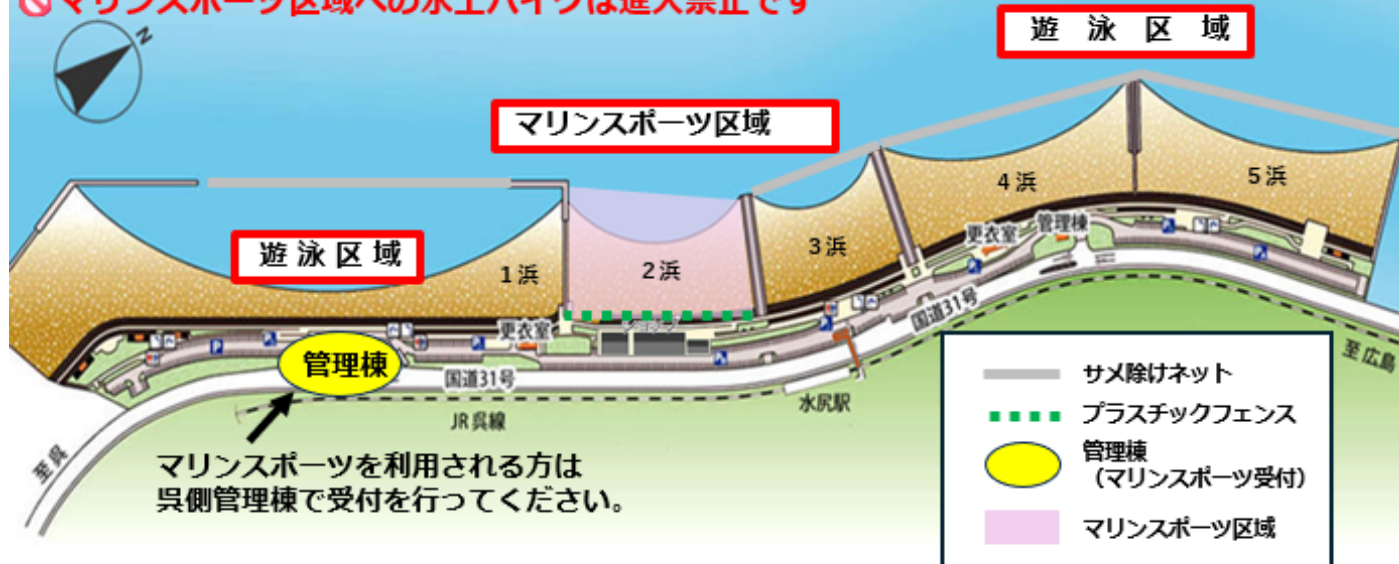 マリンスポーツ区域への水上バイクは進入禁止です
N
遊泳区域
マリンスポーツ区域
遊泳区域
1浜
2浜
3浜
4浜
5浜
更衣室
管理棟
更衣室
管理棟
国道31号
国道31号
JR呉線
水尻駅
至呉
至広島
マリンスポーツを利用される方は
呉側管理棟で受付を行ってください。
サメ除けネット
プラスチックフェンス
管理棟
（マリンスポーツ受付）
マリンスポーツ区域